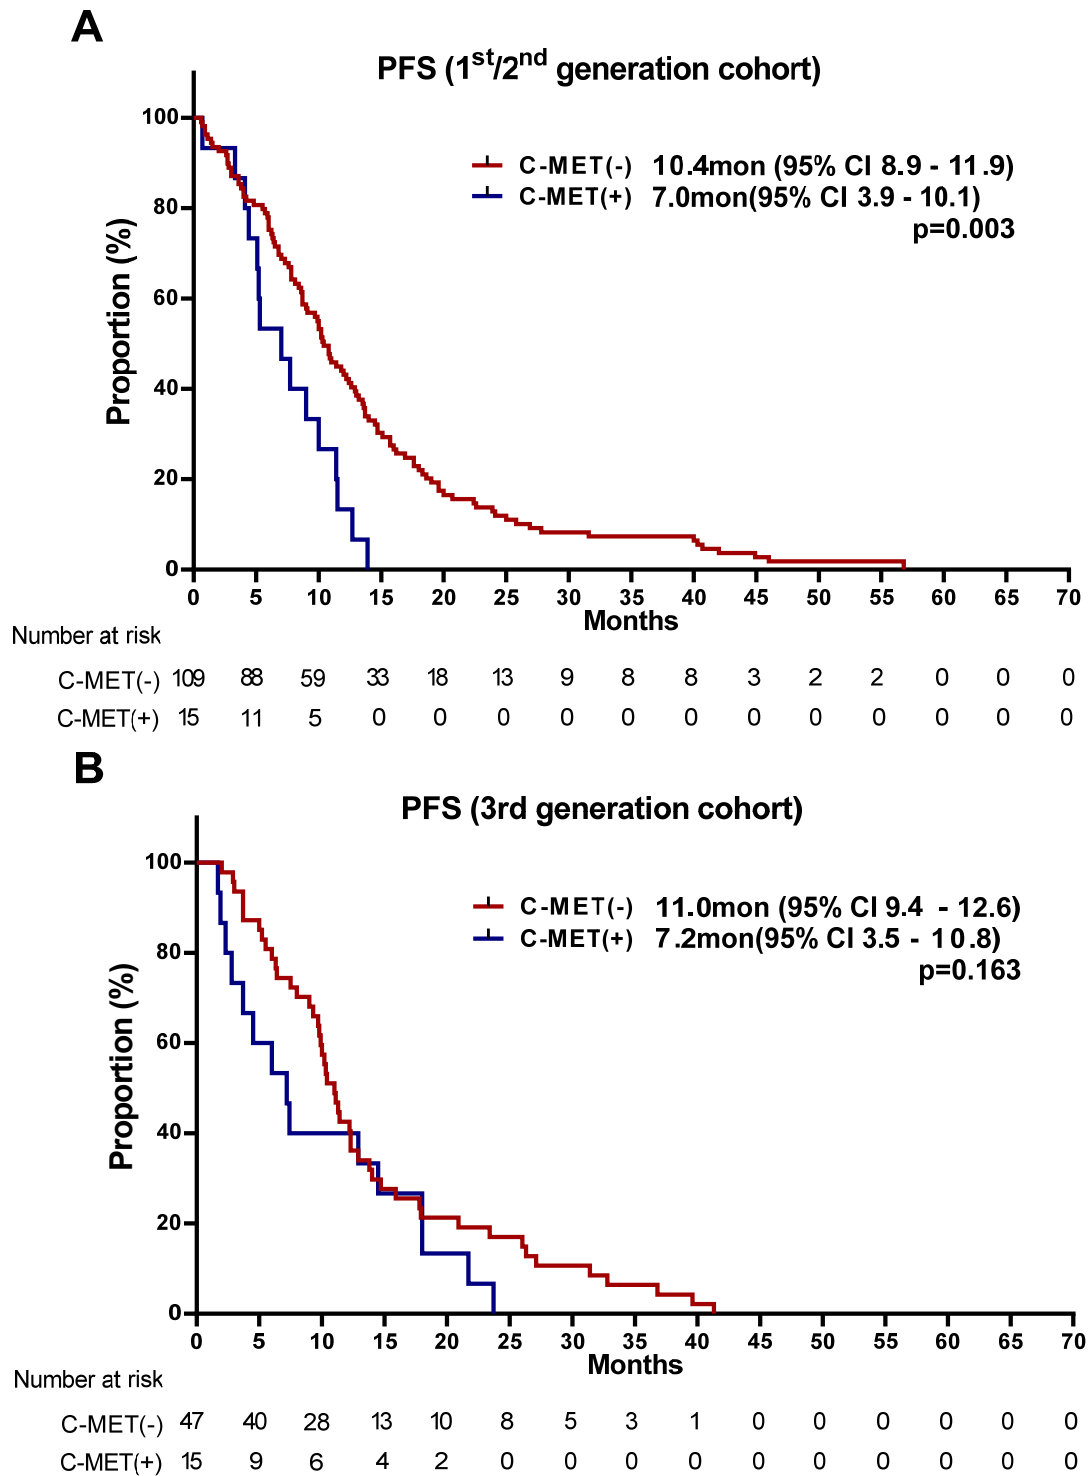 A
PFS (1st/2nd generation cohort)
100
80
60
40
20
0
Proportion (%)
C-MET(-) 10.4mon (95% CI 8.9 - 11.9)
C-MET(+) 7.0mon(95% CI 3.9 - 10.1)
p=0.003
0 5 10 15 20 25 30 35 40 45 50 55 60 65 70
Months
Number at risk
C-MET(-) 109 88 59 33 18 13 9 8 8 3 2 2 0 0 0
C-MET(+) 15 11 5 0 0 0 0 0 0 0 0 0 0 0 0
B
PFS (3rd generation cohort)
100
80
60
40
20
0
Proportion (%)
C-MET(-) 11.0mon (95% CI 9.4 - 12.6)
C-MET(+) 7.2mon(95% CI 3.5 - 10.8)
p=0.163
0 5 10 15 20 25 30 35 40 45 50 55 60 65 70
Months
Number at risk
C-MET(-) 47 40 28 13 10 8 5 3 1 0 0 0 0 0 0
C-MET(+) 15 9 6 4 2 0 0 0 0 0 0 0 0 0 0